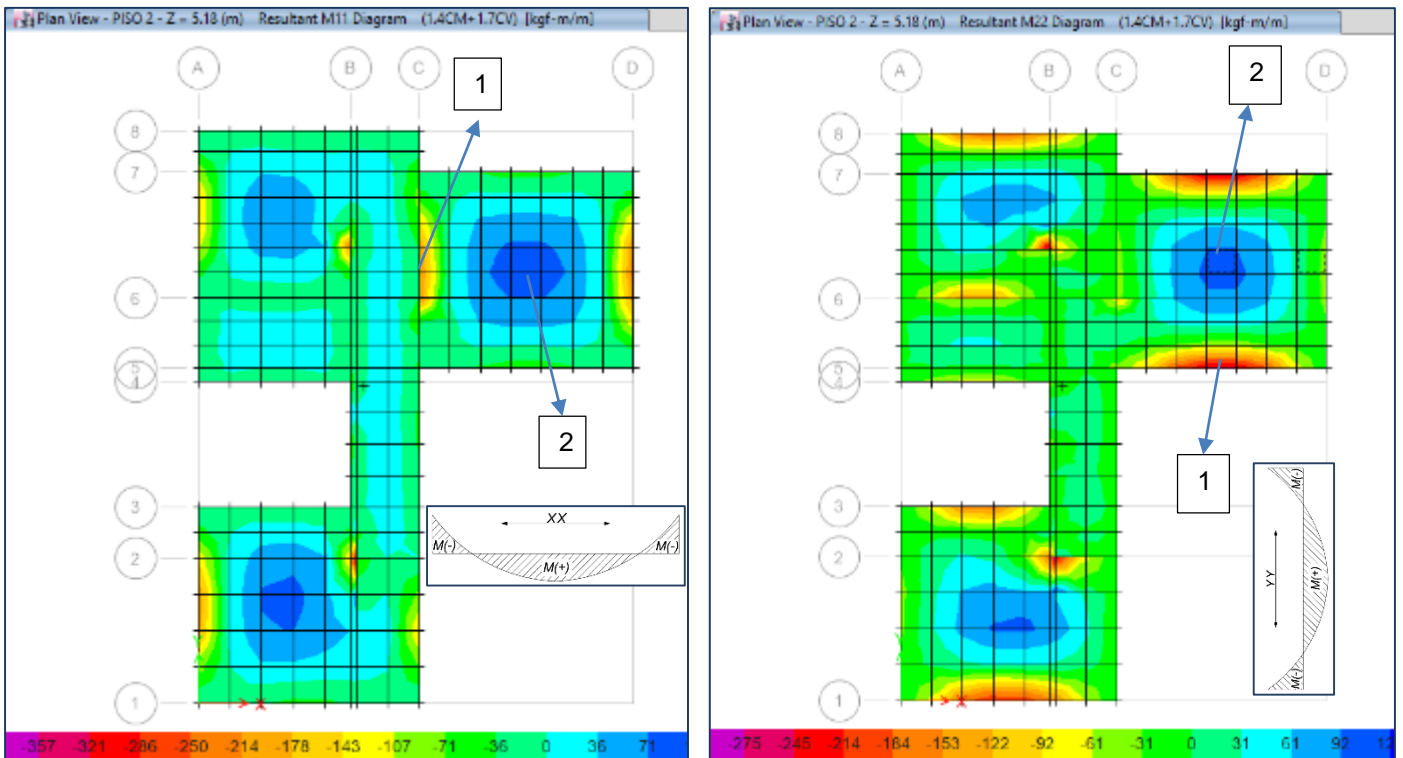 Plan View - PISO 2 - Z = 5.18 (m) Resultant M11 Diagram (1.4CM+1.7CV) [kgf-m/m]
A B C D
1
8
7
6
5
4
2
3
2
1
XX
M(-) M(+) M(-)
X
-357 -321 -286 -250 -214 -178 -143 -107 -71 -36 0 36 71
Plan View - PISO 2 - Z = 5.18 (m) Resultant M22 Diagram (1.4CM+1.7CV) [kgf-m/m]
A B C D
2
8
7
6
5
4
1
3
2
1
M(-)
YY
M(+)
M(-)
X
-275 -245 -214 -184 -153 -122 -92 -61 -31 0 31 61 92 12